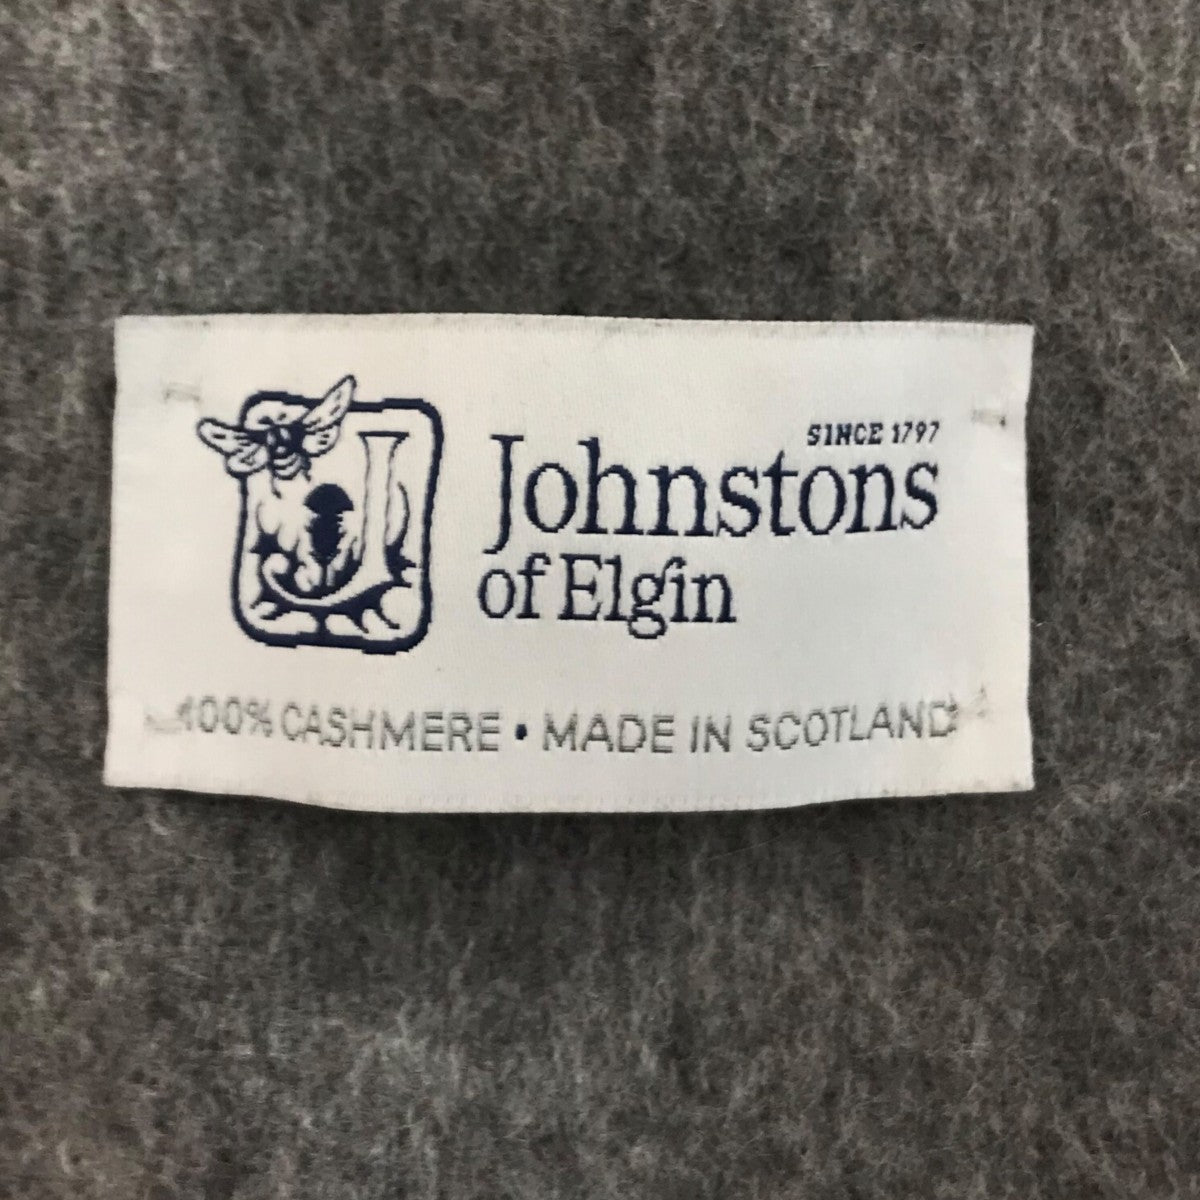 SINCE 1797
Johnstons
of Elgin
100% CASHMERE • MADE IN SCOTLAND